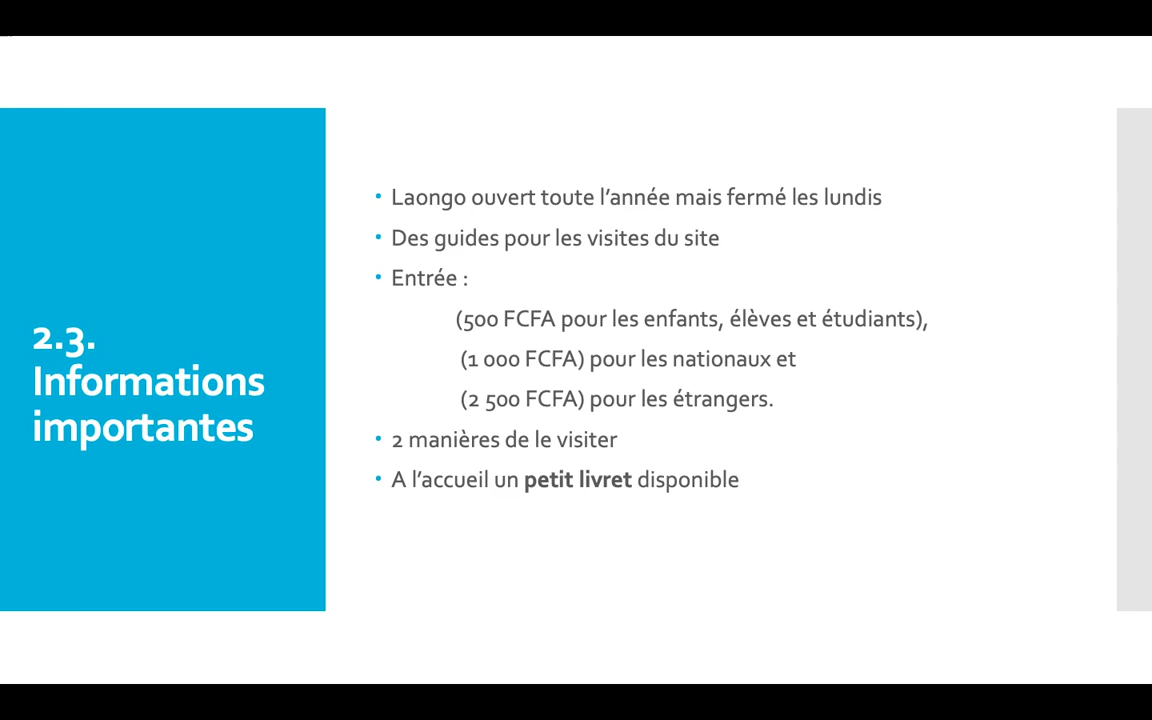 2.3.
Informations
importantes
• Laongo ouvert toute l’année mais fermé les lundis
• Des guides pour les visites du site
• Entrée :
(500 FCFA pour les enfants, élèves et étudiants),
(1 000 FCFA) pour les nationaux et
(2 500 FCFA) pour les étrangers.
• 2 manières de le visiter
• A l’accueil un petit livret disponible